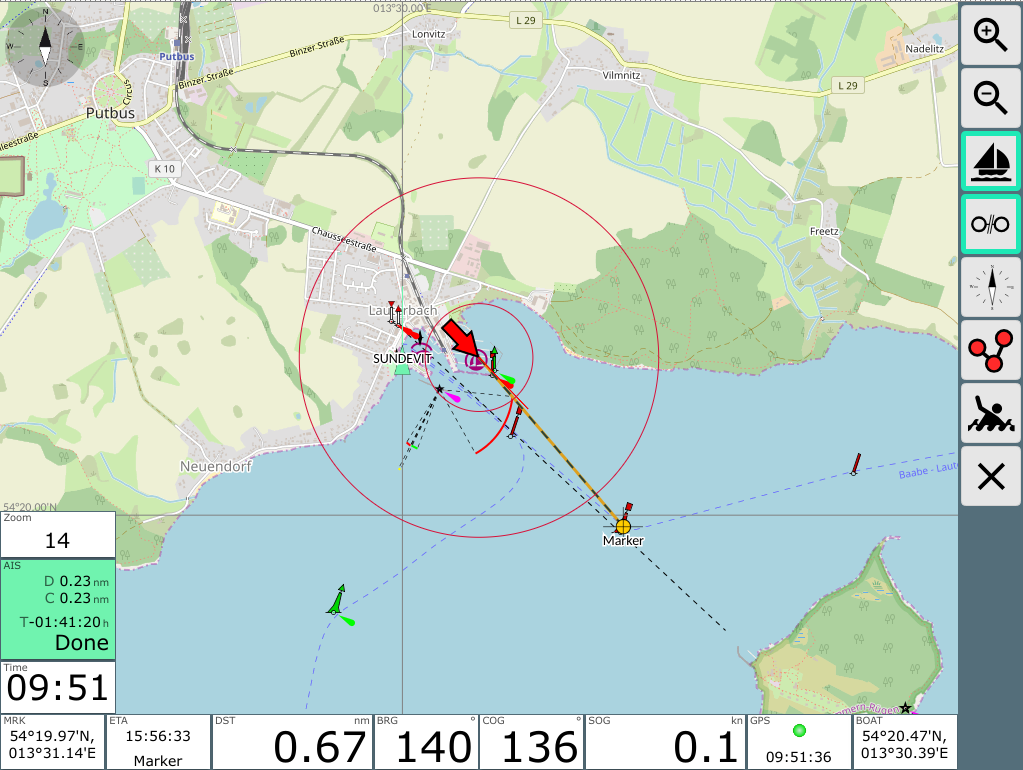 013°30.00'E
L 29
Lonvitz
Nadelitz
N
W
E
S
Putbus
Binzer Straße
Vilmnitz
Binzer Straße
L 29
Circus
Putbus
K 10
Chausseestraße
Freetz
Lauterbach
SUNDEVIT
Neuendorf
54°20.00'N
Marker
Zoom
14
AIS
D 0.23 nm
C 0.23 nm
T-01:41:20 h
Done
Time
09:51
MRK
54°19.97'N,
013°31.14'E
ETA
15:56:33
Marker
DST
nm
0.67
BRG
°
140
COG
°
136
SOG
kn
0.1
GPS
09:51:36
BOAT
54°20.47'N,
013°30.39'E